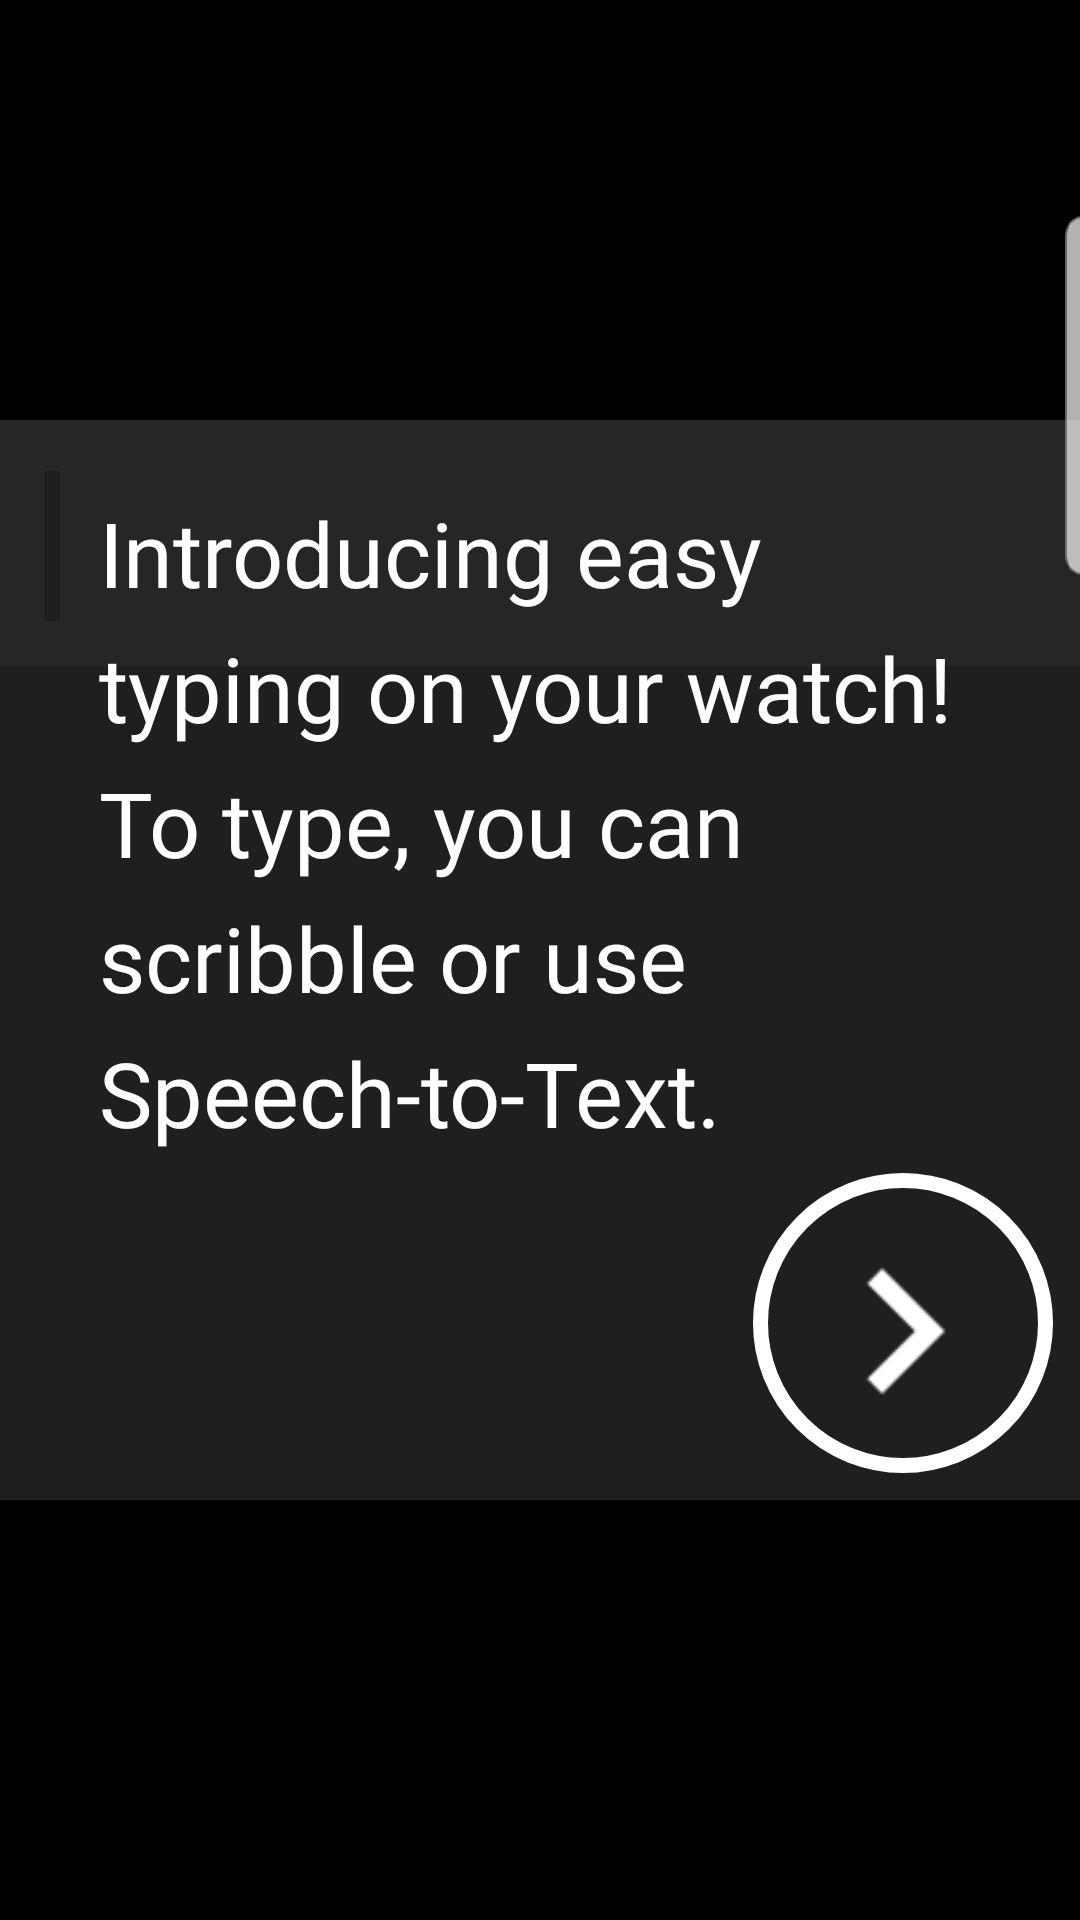 Introducing easy
typing on your watch!
To type, you can
scribble or use
Speech-to-Text.